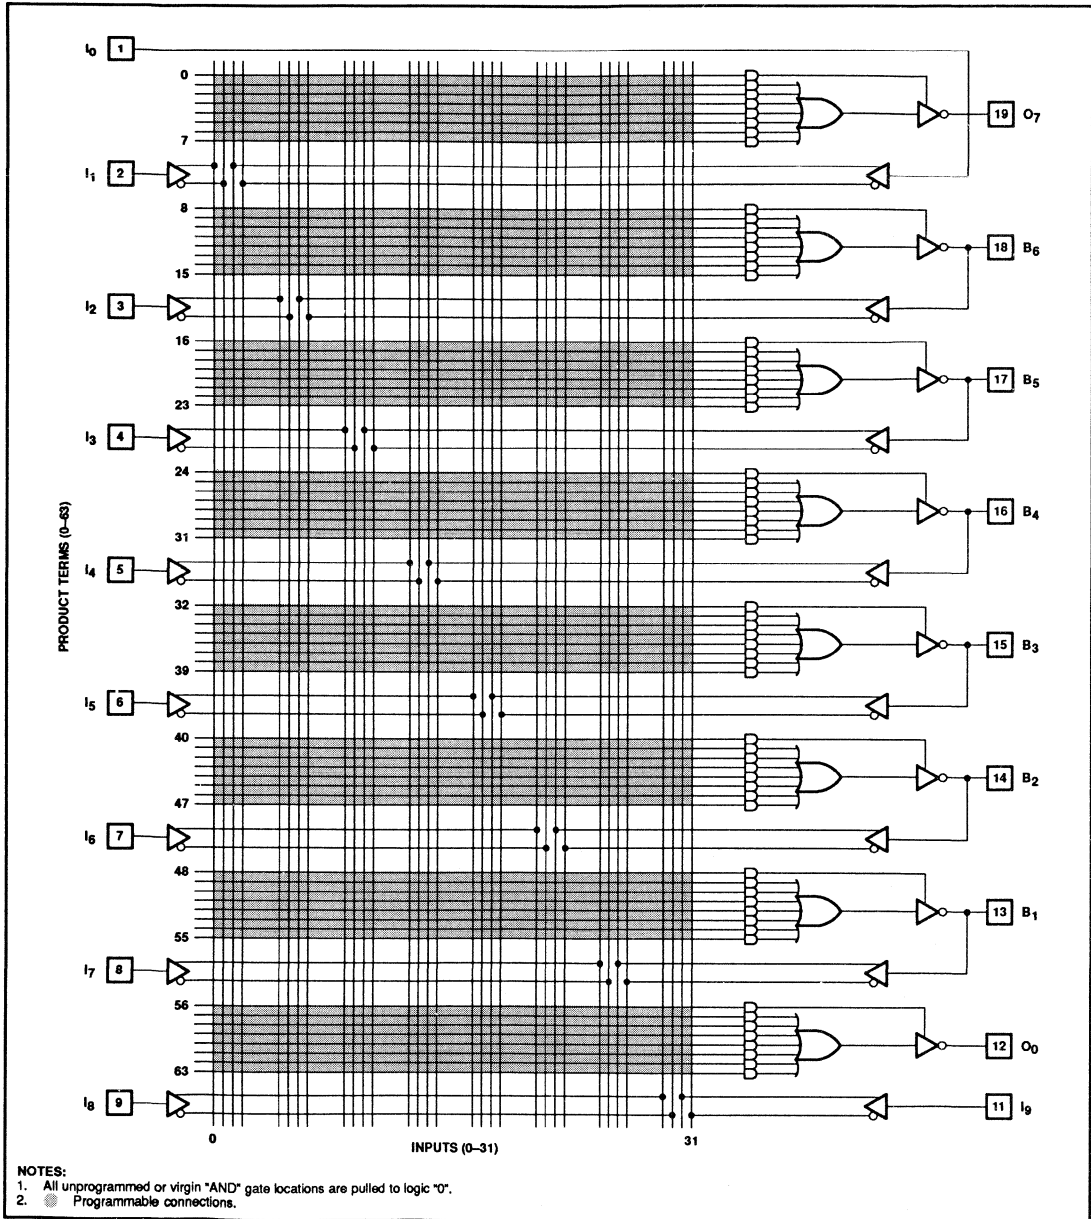 I0 1
0
7
19 O7
I1 2
8
15
18 B6
I2 3
16
23
17 B5
I3 4
24
31
16 B4
I4 5
32
39
15 B3
I5 6
40
47
14 B2
I6 7
48
55
13 B1
I7 8
56
63
12 O0
I8 9
11 I9
PRODUCT TERMS (0–63)
0
INPUTS (0–31)
31
NOTES:
1. All unprogrammed or virgin "AND" gate locations are pulled to logic "0".
2. Programmable connections.